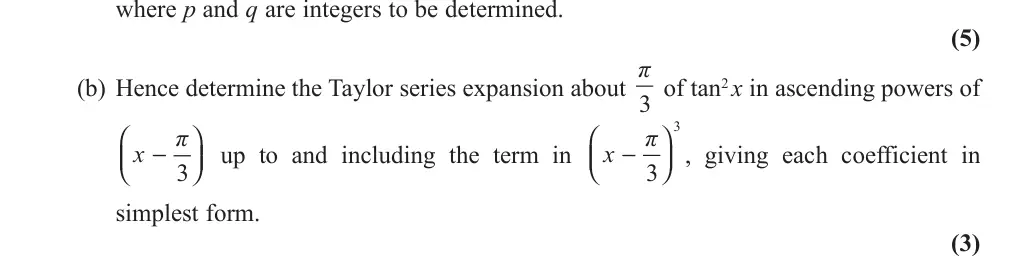 where p and q are integers to be determined.
(5)
(b) Hence determine the Taylor series expansion about π/3 of tan²x in ascending powers of
(x − π/3) up to and including the term in (x − π/3)³, giving each coefficient in
simplest form.
(3)